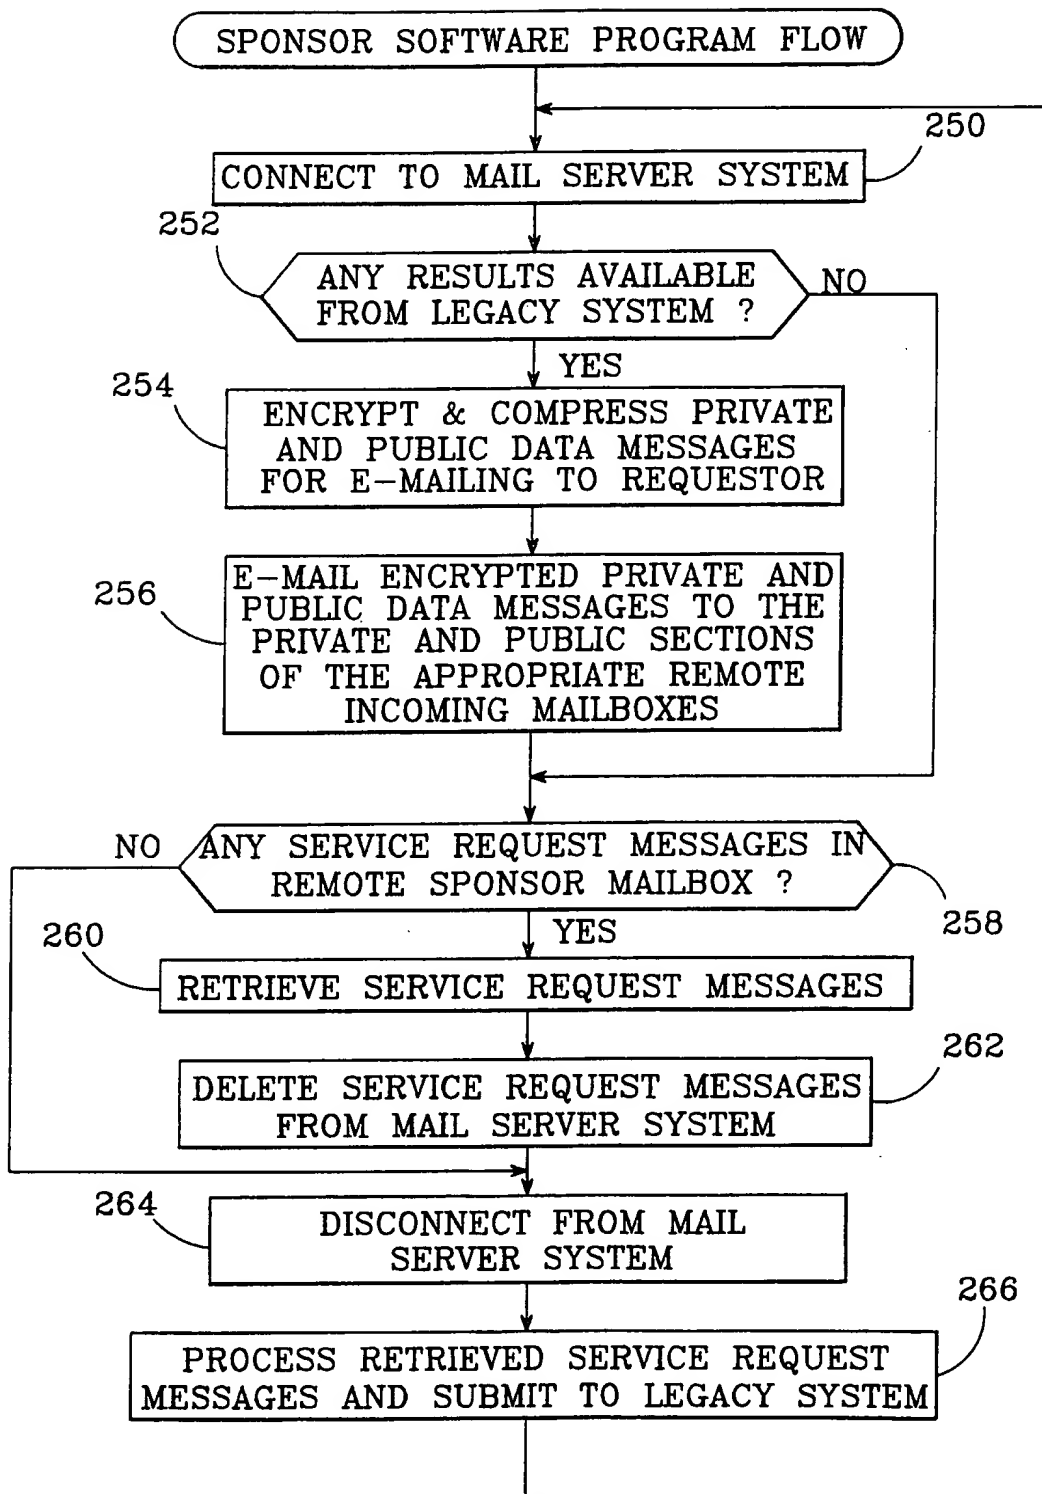 SPONSOR SOFTWARE PROGRAM FLOW
250
CONNECT TO MAIL SERVER SYSTEM
252
ANY RESULTS AVAILABLE
FROM LEGACY SYSTEM ?
NO
YES
254
ENCRYPT & COMPRESS PRIVATE
AND PUBLIC DATA MESSAGES
FOR E-MAILING TO REQUESTOR
256
E-MAIL ENCRYPTED PRIVATE AND
PUBLIC DATA MESSAGES TO THE
PRIVATE AND PUBLIC SECTIONS
OF THE APPROPRIATE REMOTE
INCOMING MAILBOXES
NO
ANY SERVICE REQUEST MESSAGES IN
REMOTE SPONSOR MAILBOX ?
258
YES
260
RETRIEVE SERVICE REQUEST MESSAGES
262
DELETE SERVICE REQUEST MESSAGES
FROM MAIL SERVER SYSTEM
264
DISCONNECT FROM MAIL
SERVER SYSTEM
266
PROCESS RETRIEVED SERVICE REQUEST
MESSAGES AND SUBMIT TO LEGACY SYSTEM